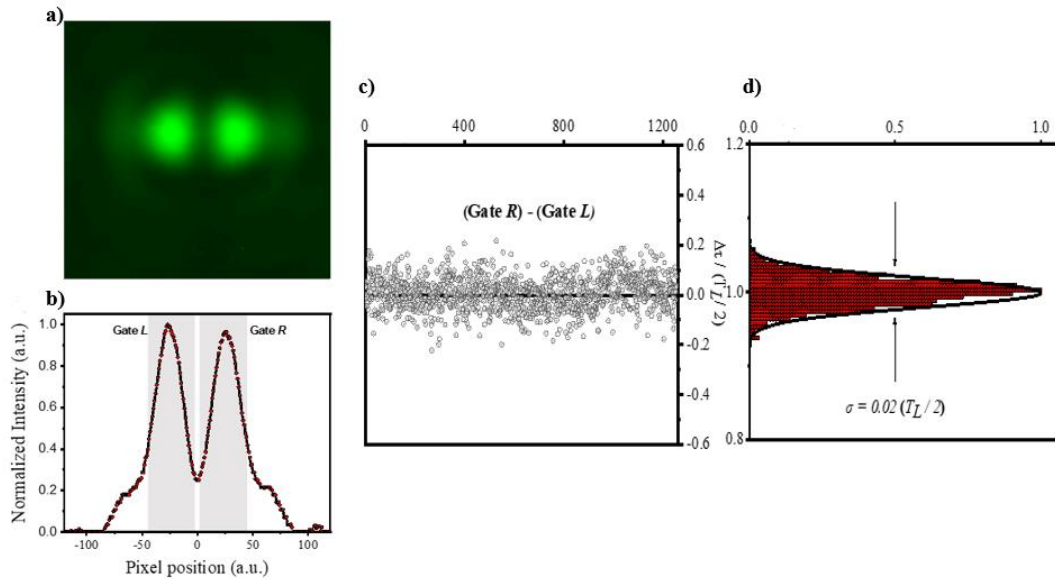 a)
b)
Gate L
Gate R
1.0
0.8
0.6
0.4
0.2
0.0
Normalized Intensity (a.u.)
-100
-50
0
50
100
Pixel position (a.u.)
c)
0
400
800
1200
(Gate R) - (Gate L)
0.6
0.4
0.2
0.0
-0.2
-0.4
-0.6
Δt / (T_L / 2)
d)
0.0
0.5
1.0
1.2
1.0
0.8
σ = 0.02 (T_L / 2)